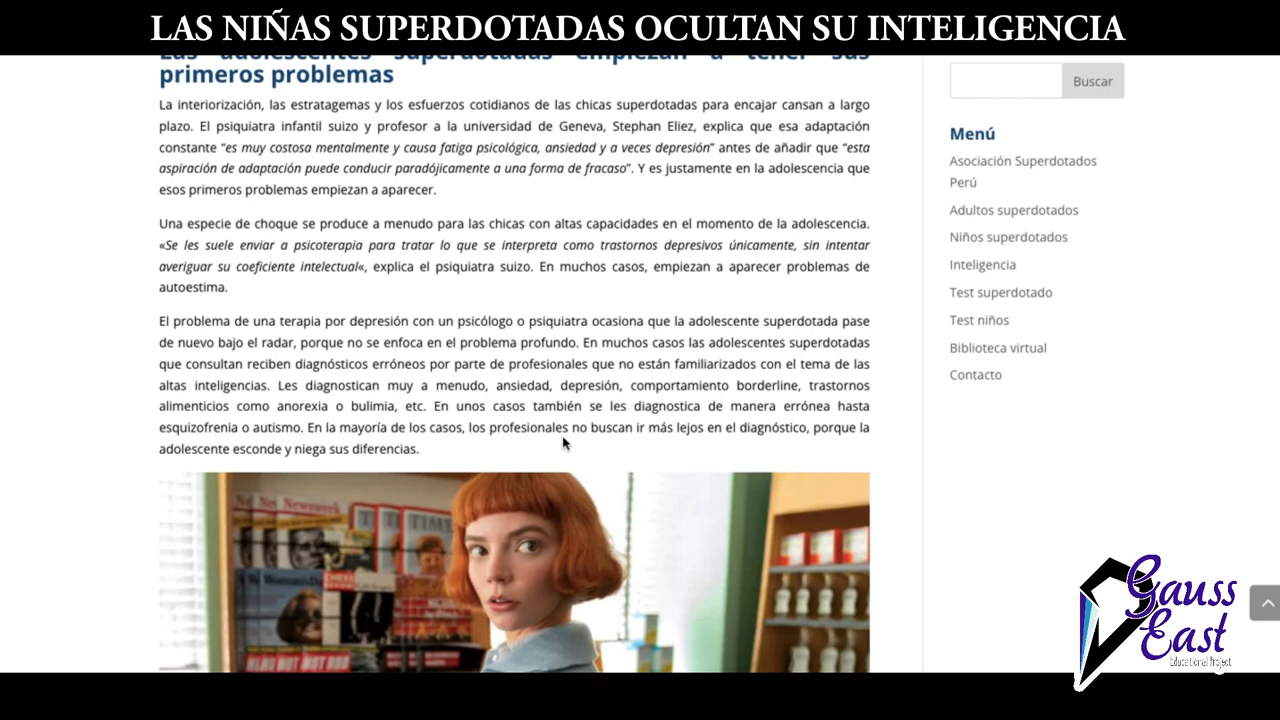 LAS NIÑAS SUPERDOTADAS OCULTAN SU INTELIGENCIA
Las adolescentes superdotadas empiezan a tener sus
primeros problemas
La interiorización, las estratagemas y los esfuerzos cotidianos de las chicas superdotadas para encajar cansan a largo
plazo. El psiquiatra infantil suizo y profesor a la universidad de Geneva, Stephan Eliez, explica que esa adaptación
constante “es muy costosa mentalmente y causa fatiga psicológica, ansiedad y a veces depresión” antes de añadir que “esta
aspiración de adaptación puede conducir paradójicamente a una forma de fracaso”. Y es justamente en la adolescencia que
esos primeros problemas empiezan a aparecer.
Una especie de choque se produce a menudo para las chicas con altas capacidades en el momento de la adolescencia.
«Se les suele enviar a psicoterapia para tratar lo que se interpreta como trastornos depresivos únicamente, sin intentar
averiguar su coeficiente intelectual«, explica el psiquiatra suizo. En muchos casos, empiezan a aparecer problemas de
autoestima.
El problema de una terapia por depresión con un psicólogo o psiquiatra ocasiona que la adolescente superdotada pase
de nuevo bajo el radar, porque no se enfoca en el problema profundo. En muchos casos las adolescentes superdotadas
que consultan reciben diagnósticos erróneos por parte de profesionales que no están familiarizados con el tema de las
altas inteligencias. Les diagnostican muy a menudo, ansiedad, depresión, comportamiento borderline, trastornos
alimenticios como anorexia o bulimia, etc. En unos casos también se les diagnostica de manera errónea hasta
esquizofrenia o autismo. En la mayoría de los casos, los profesionales no buscan ir más lejos en el diagnóstico, porque la
adolescente esconde y niega sus diferencias.
Newsweek
TIME
Buscar
Menú
Asociación Superdotados
Perú
Adultos superdotados
Niños superdotados
Inteligencia
Test superdotado
Test niños
Biblioteca virtual
Contacto
Gauss
East
Educational Project